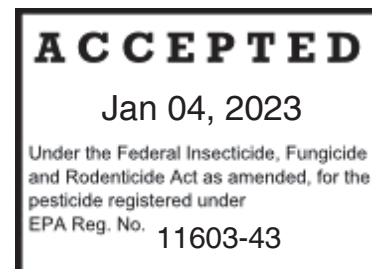 ACCEPTED
Jan 04, 2023
Under the Federal Insecticide, Fungicide
and Rodenticide Act as amended, for the
pesticide registered under
EPA Reg. No. 11603-43